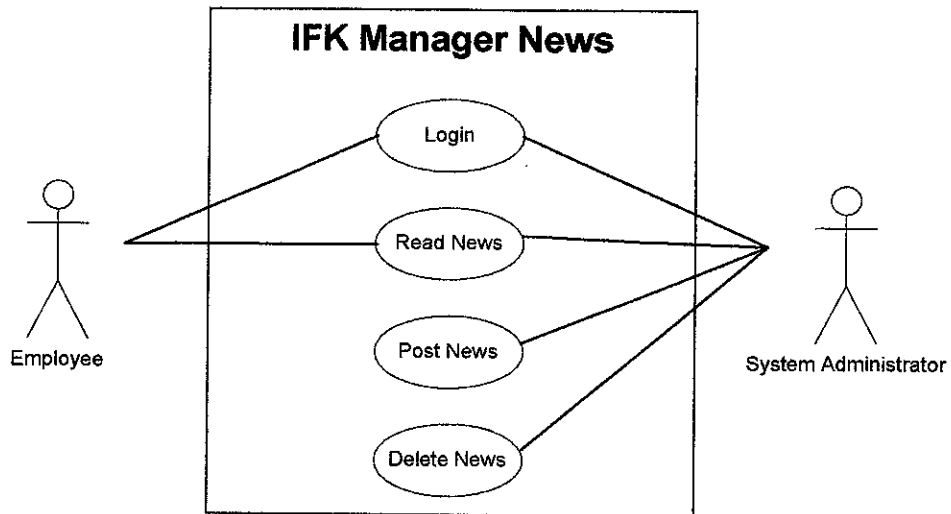 IFK Manager News
Login
Read News
Post News
Delete News
Employee
System Administrator